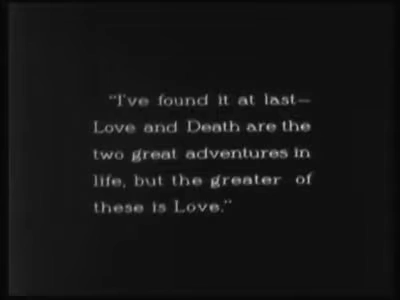 "I've found it at last—
Love and Death are the
two great adventures in
life, but the greater of
these is Love."